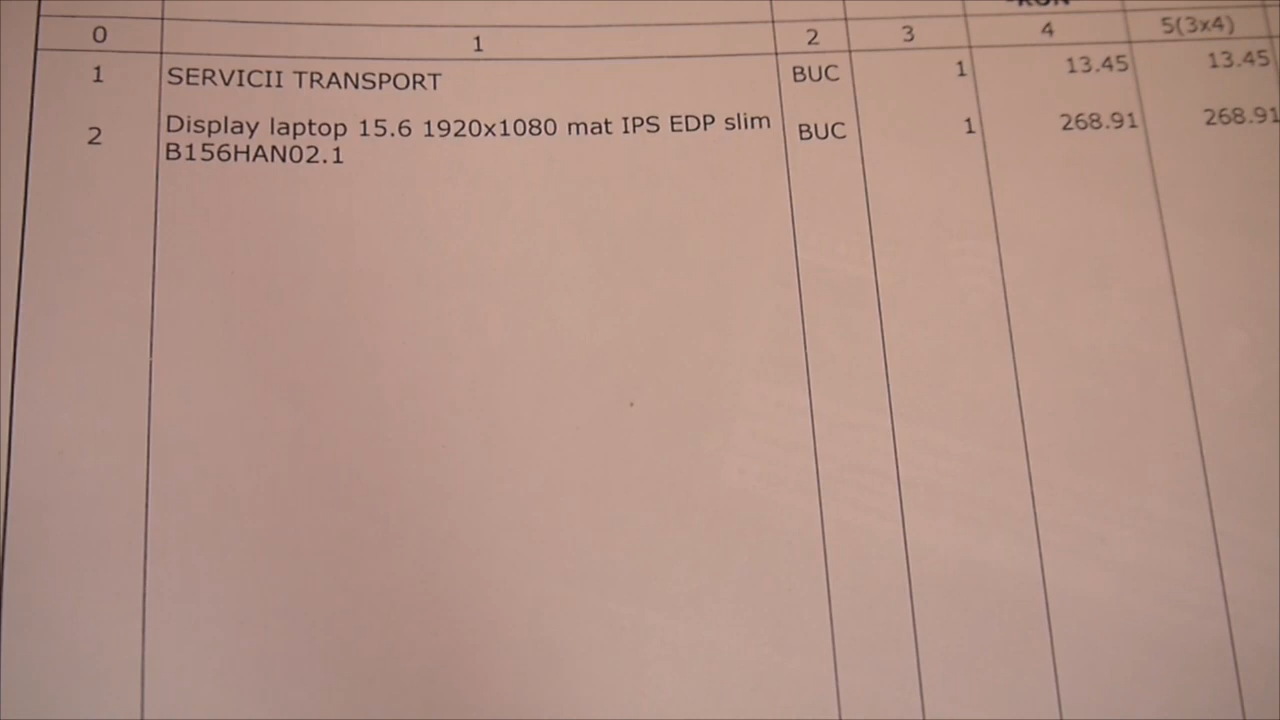 RON
0 1 2 3 4 5(3x4)
1 SERVICII TRANSPORT BUC 1 13.45 13.45
2 Display laptop 15.6 1920x1080 mat IPS EDP slim BUC 1 268.91 268.91
B156HAN02.1